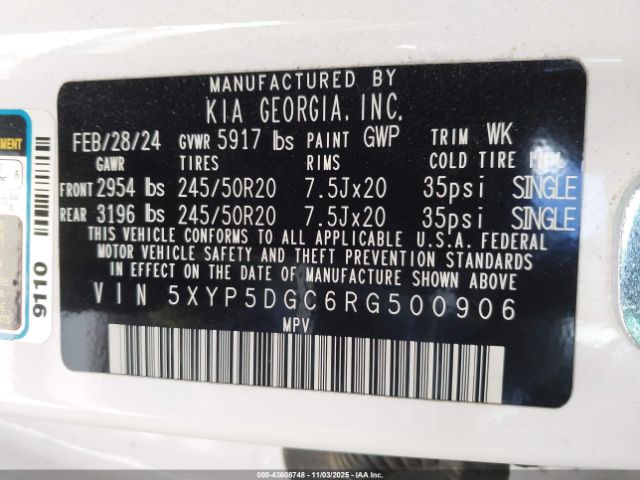 MANUFACTURED BY
KIA GEORGIA, INC.
FEB/28/24 GVWR 5917 lbs PAINT GWP TRIM WK
GAWR TIRES RIMS COLD TIRE INFL
FRONT 2954 lbs 245/50R20 7.5Jx20 35psi SINGLE
REAR 3196 lbs 245/50R20 7.5Jx20 35psi SINGLE
THIS VEHICLE CONFORMS TO ALL APPLICABLE U.S.A. FEDERAL
MOTOR VEHICLE SAFETY AND THEFT PREVENTION STANDARDS
IN EFFECT ON THE DATE OF MANUFACTURE SHOWN ABOVE
VIN 5XYP5DGC6RG500906
MPV
9110
5
000-43608748 - 11/03/2025 - IAA Inc.